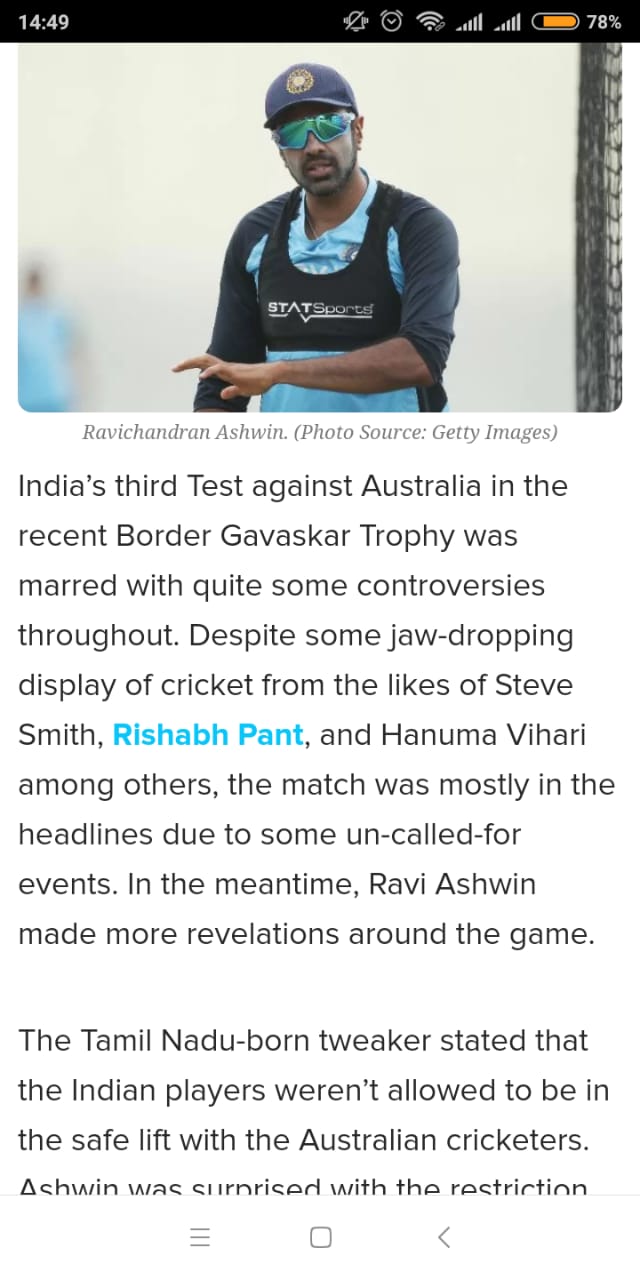 14:49
78%
STATSports
Ravichandran Ashwin. (Photo Source: Getty Images)
India’s third Test against Australia in the
recent Border Gavaskar Trophy was
marred with quite some controversies
throughout. Despite some jaw-dropping
display of cricket from the likes of Steve
Smith, Rishabh Pant, and Hanuma Vihari
among others, the match was mostly in the
headlines due to some un-called-for
events. In the meantime, Ravi Ashwin
made more revelations around the game.
The Tamil Nadu-born tweaker stated that
the Indian players weren’t allowed to be in
the safe lift with the Australian cricketers.
Ashwin was surprised with the restriction